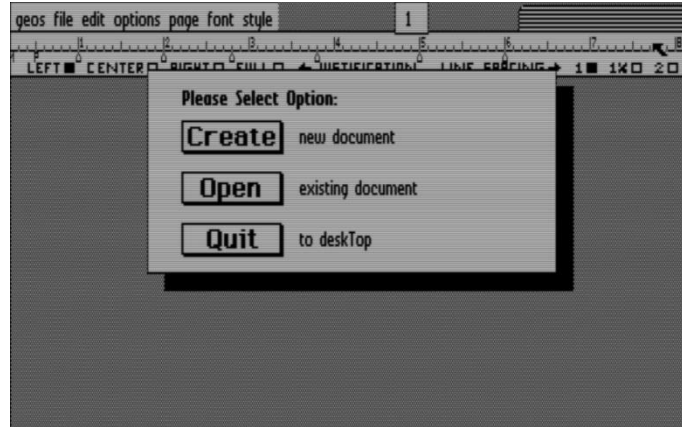 geos file edit options page font style 1
LEFT CENTER RIGHT FULL ← JUSTIFICATION LINE SPACING → 1 1½ 2
Please Select Option:
Create new document
Open existing document
Quit to deskTop